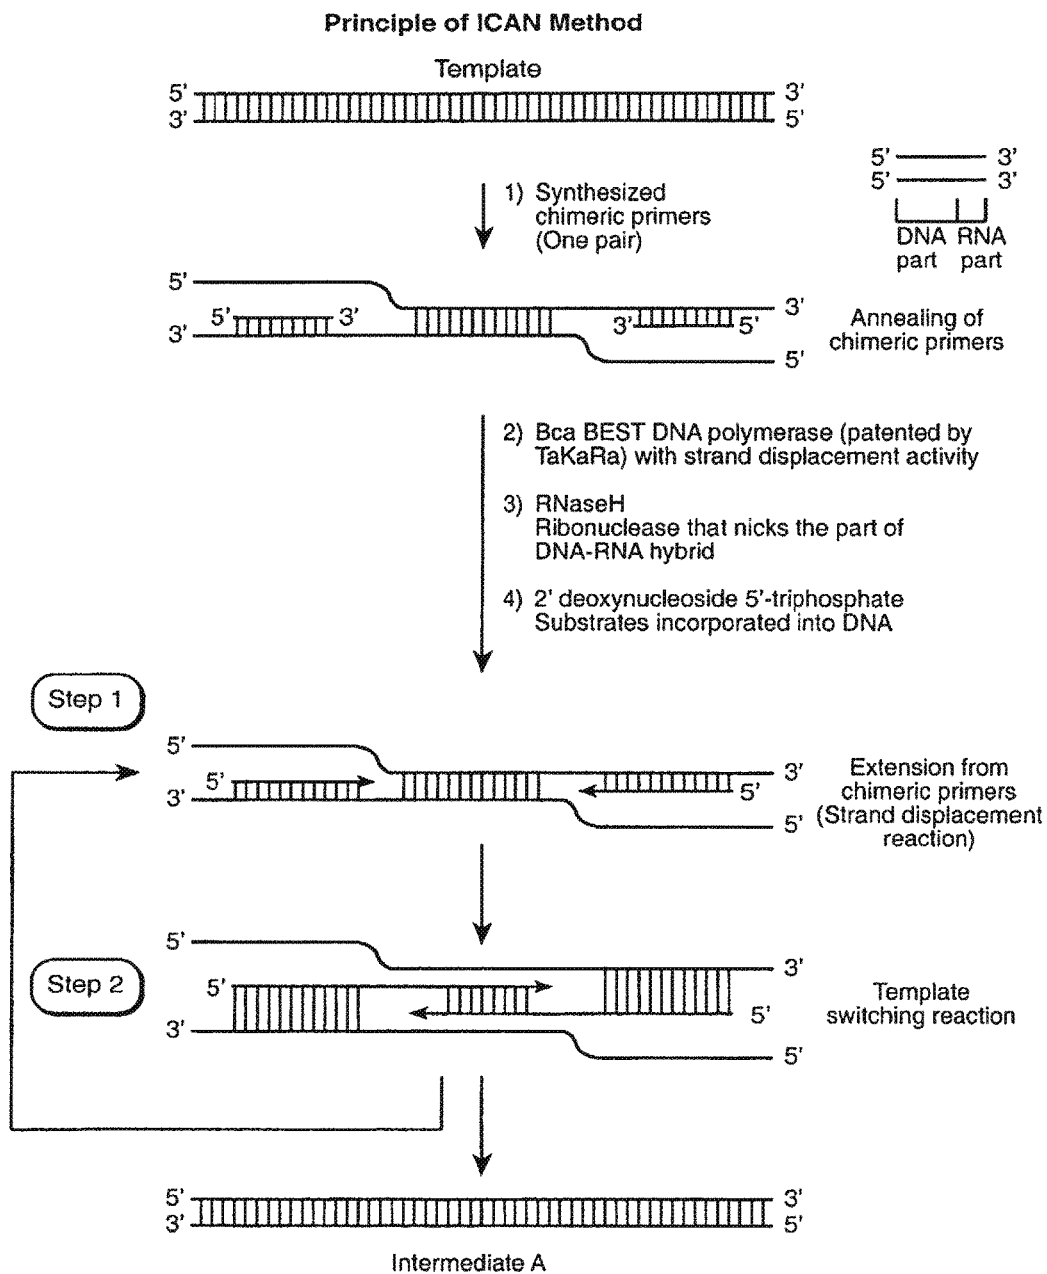 Principle of ICAN Method
Template
5' 3'
3' 5'
5' 3'
5' 3'
DNA RNA
part part
1) Synthesized
chimeric primers
(One pair)
5'
5' 3' 3'
3' 3' 5'
5'
Annealing of
chimeric primers
2) Bca BEST DNA polymerase (patented by
TaKaRa) with strand displacement activity
3) RNaseH
Ribonuclease that nicks the part of
DNA-RNA hybrid
4) 2' deoxynucleoside 5'-triphosphate
Substrates incorporated into DNA
Step 1
5'
5' 3'
3' 5'
5'
Extension from
chimeric primers
(Strand displacement
reaction)
Step 2
5'
3'
5'
5'
3'
5'
Template
switching reaction
5' 3'
3' 5'
Intermediate A